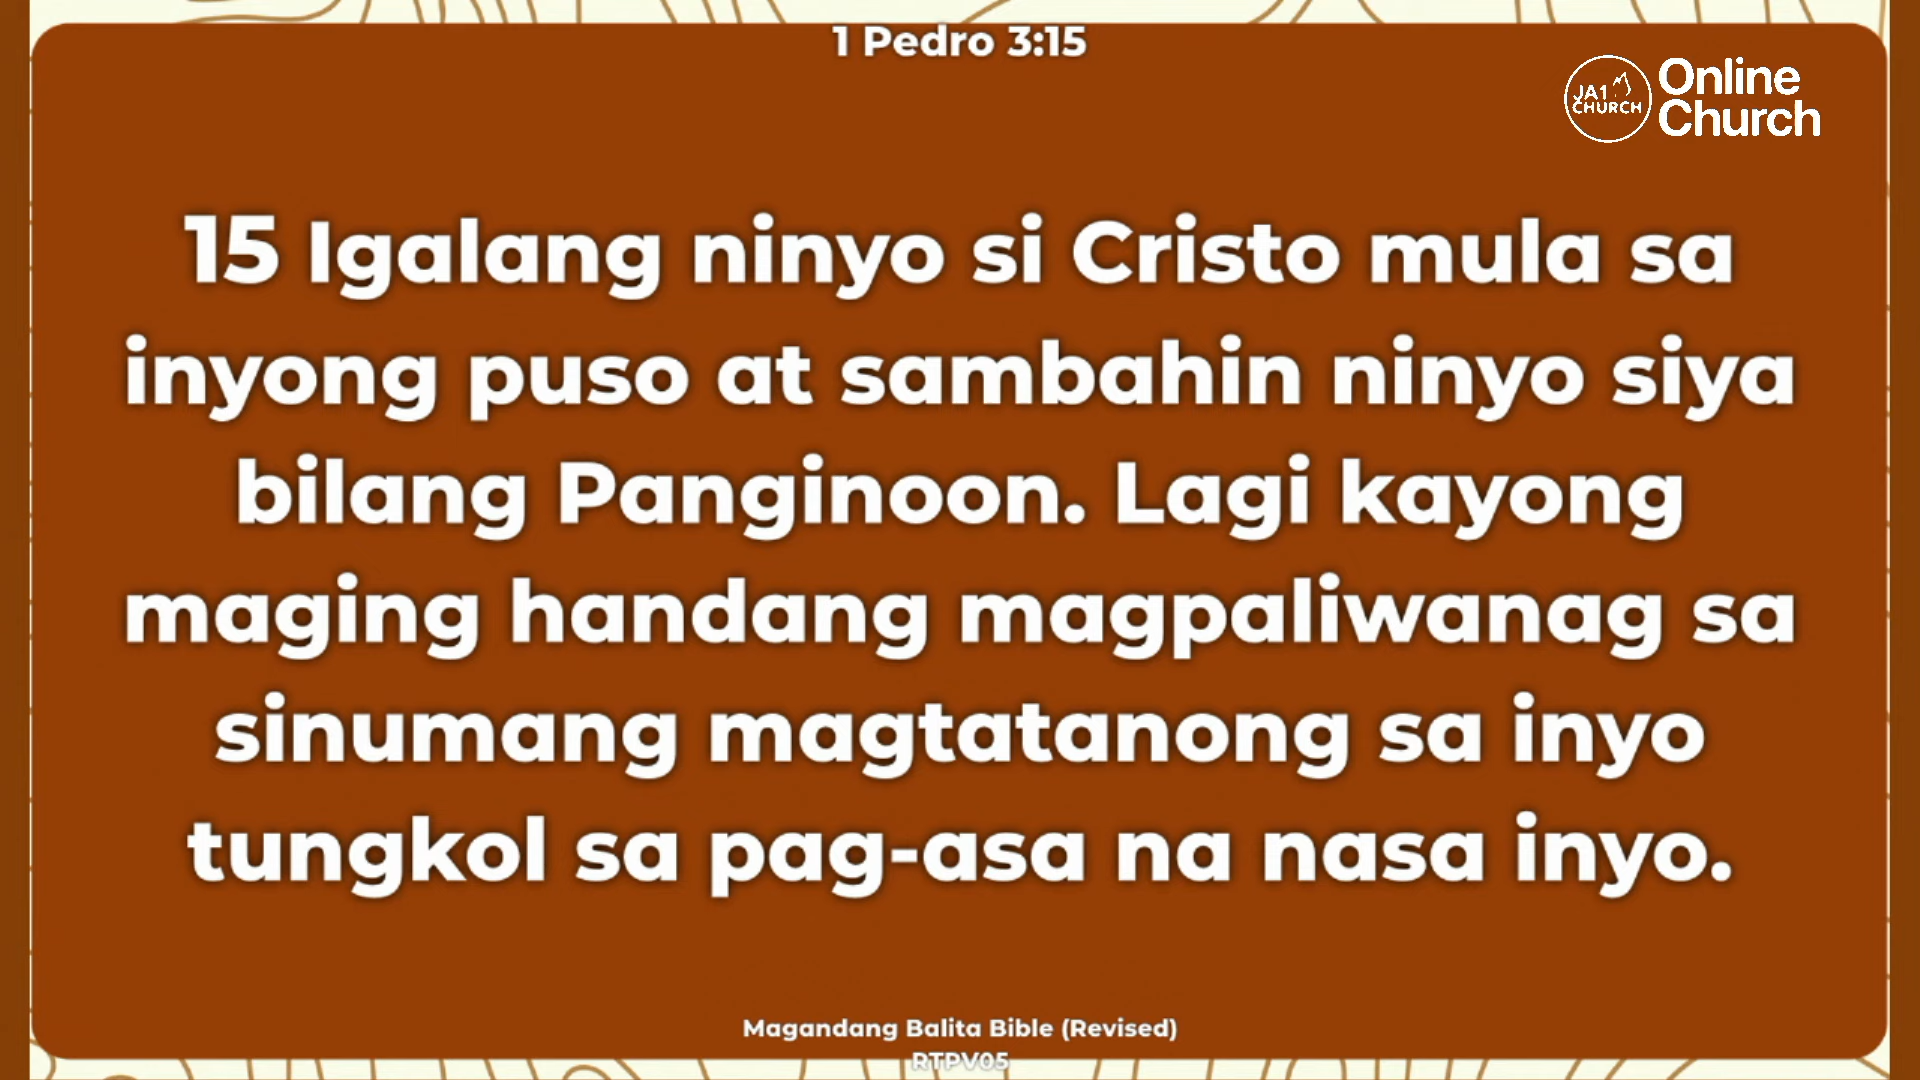 1 Pedro 3:15
JA1
CHURCH
Online
Church
15 Igalang ninyo si Cristo mula sa
inyong puso at sambahin ninyo siya
bilang Panginoon. Lagi kayong
maging handang magpaliwanag sa
sinumang magtatanong sa inyo
tungkol sa pag-asa na nasa inyo.
Magandang Balita Bible (Revised)
RTPV05